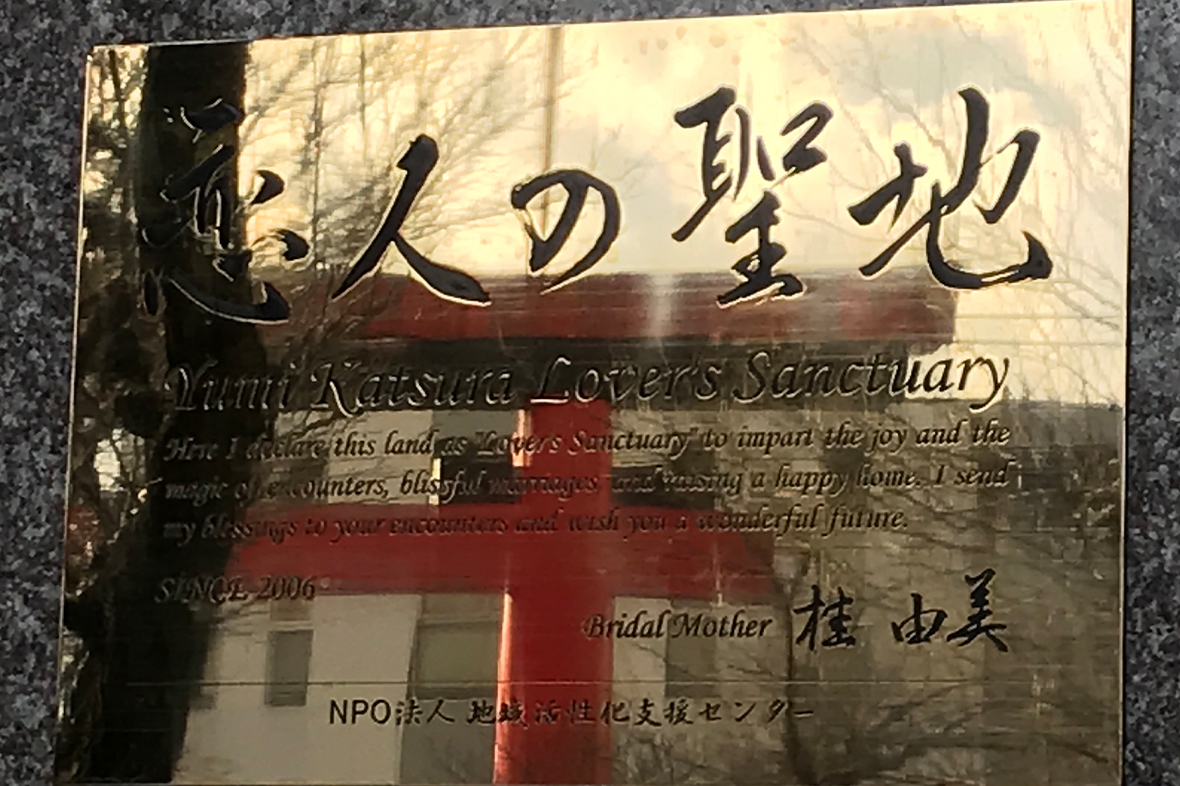 恋人の聖地
Yumi Katsura Lover's Sanctuary
Here I declare this land as "Lover's Sanctuary" to impart the joy and the
magic of encounters, blissful marriages, and raising a happy home. I send
my blessings to your encounters and wish you a wonderful future.
SINCE 2006
Bridal Mother 桂 由美
NPO法人 地域活性化支援センター